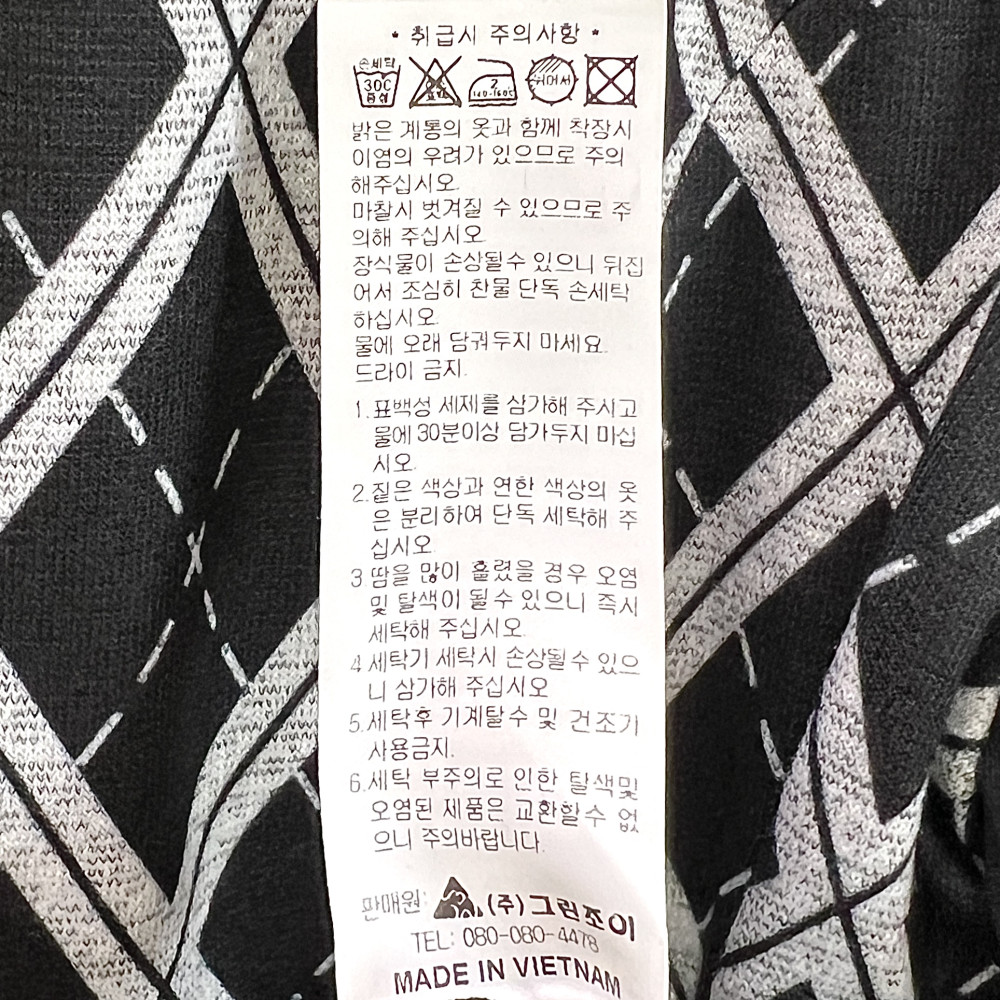 * 취급시 주의사항 *
손세탁
30C
중성
염소
표백
2
140-160℃
밝은 계통의 옷과 함께 착장시
이염의 우려가 있으므로 주의
해주십시오.
마찰시 벗겨질 수 있으므로 주
의해 주십시오
장식물이 손상될수 있으니 뒤집
어서 조심히 찬물 단독 손세탁
하십시오.
물에 오래 담궈두지 마세요.
드라이 금지.
1.표백성 세제를 삼가해 주시고
물에 30분이상 담가두지 마십
시오.
2.짙은 색상과 연한 색상의 옷
은 분리하여 단독 세탁해 주
십시오
3.땀을 많이 흘렸을 경우 오염
및 탈색이 될수 있으니 즉시
세탁해 주십시오.
4.세탁기 세탁시 손상될수 있으
니 삼가해 주십시오
5.세탁후 기계탈수 및 건조기
사용금지.
6.세탁 부주의로 인한 탈색및
오염된 제품은 교환할수 없
으니 주의바랍니다.
판매원: (주)그린조이
TEL: 080-080-4478
MADE IN VIETNAM